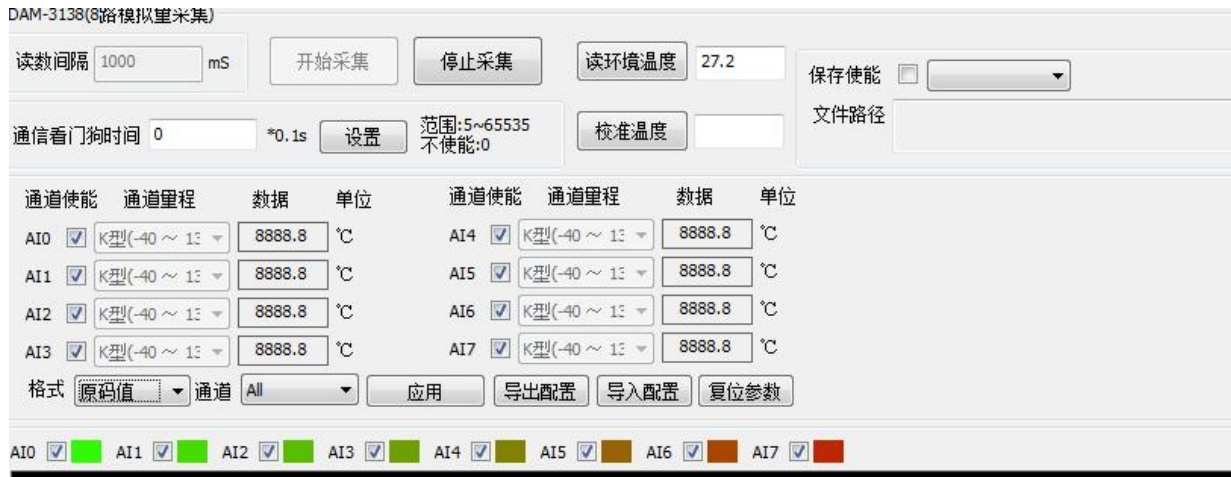 DAM-3138(8路模拟量采集)
读数间隔 1000 mS 开始采集 停止采集 读环境温度 27.2
保存使能
文件路径
通信看门狗时间 0 *0.1s 设置 范围:5~65535 校准温度
不使能:0
通道使能 通道量程 数据 单位 通道使能 通道量程 数据 单位
AI0 K型(-40 ~ 13 8888.8 ℃ AI4 K型(-40 ~ 13 8888.8 ℃
AI1 K型(-40 ~ 13 8888.8 ℃ AI5 K型(-40 ~ 13 8888.8 ℃
AI2 K型(-40 ~ 13 8888.8 ℃ AI6 K型(-40 ~ 13 8888.8 ℃
AI3 K型(-40 ~ 13 8888.8 ℃ AI7 K型(-40 ~ 13 8888.8 ℃
格式 原码值 通道 All 应用 导出配置 导入配置 复位参数
AI0 AI1 AI2 AI3 AI4 AI5 AI6 AI7